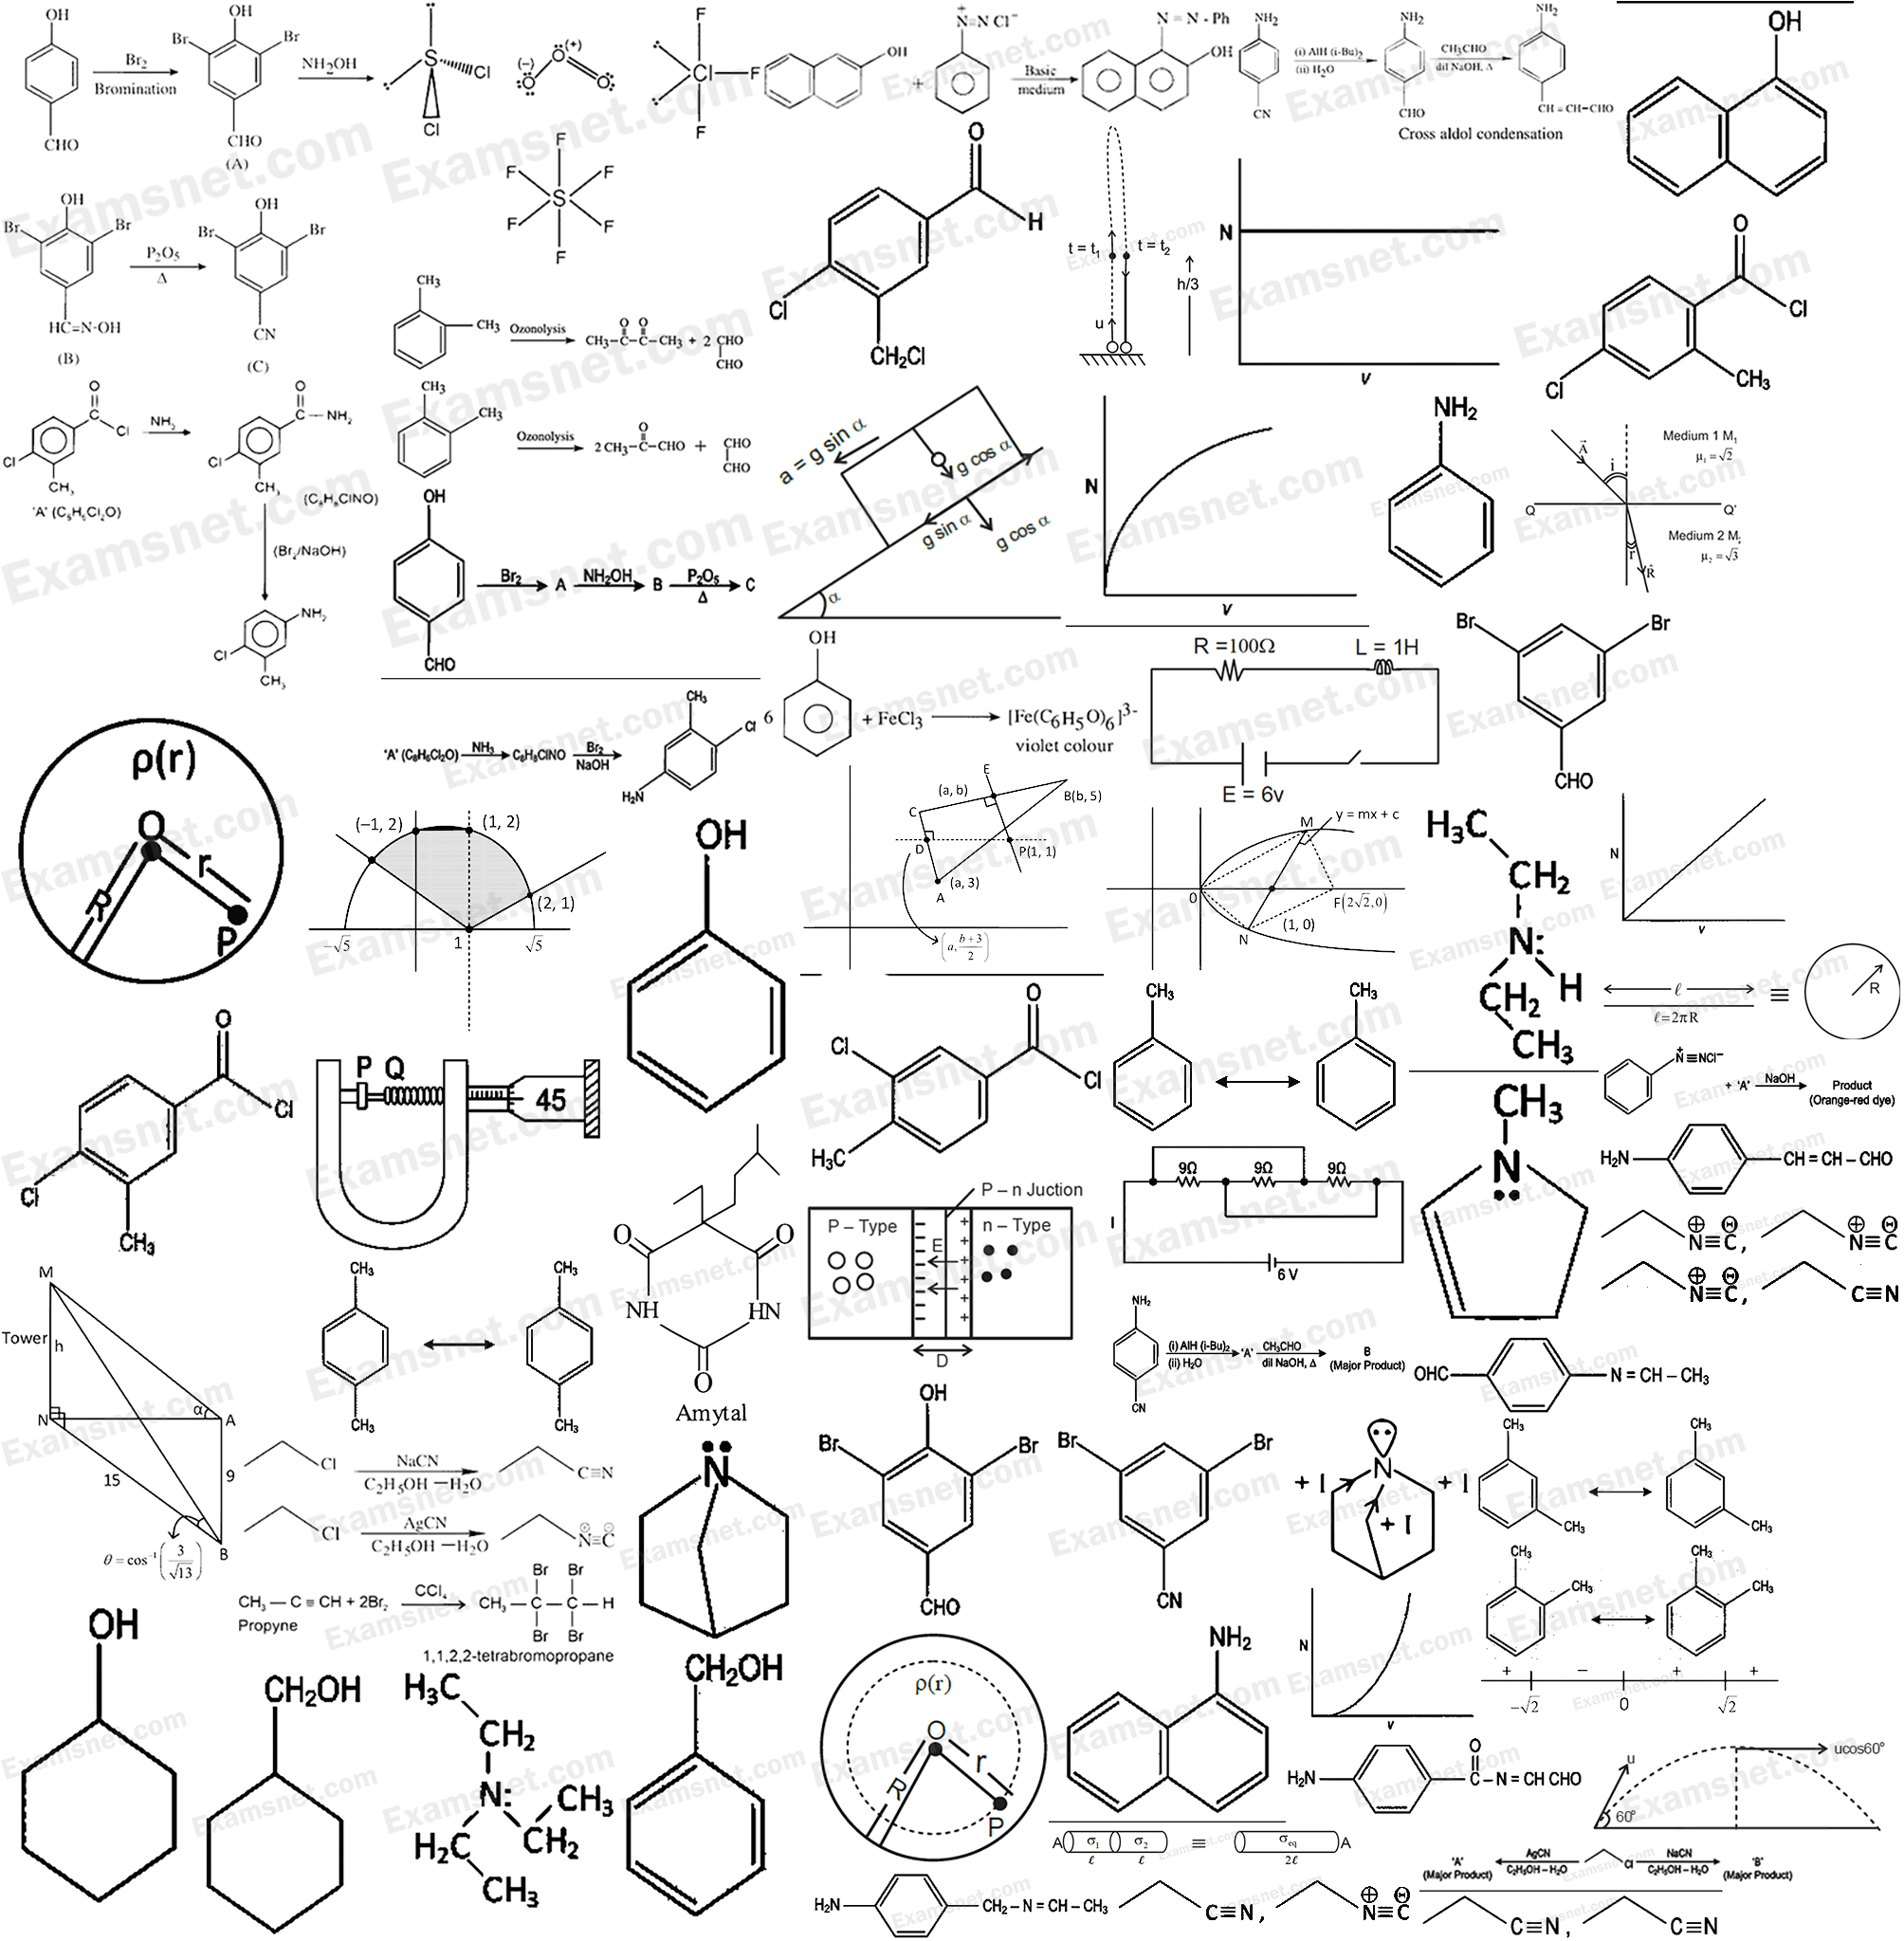 OH
OH
Br
Br
Br2
Bromination
NH2OH
CHO
CHO
(A)
S
Cl
Cl
(−)
(+)
O
O
O
F
Cl
F
F
OH
+
N≡N Cl−
Basic
medium
N = N - Ph
OH
NH2
CN
(i) AlH (i-Bu)2
(ii) H2O
NH2
CHO
CH3CHO
dil NaOH, Δ
NH2
CH=CH-CHO
Cross aldol condensation
OH
OH
Br
Br
P2O5
Δ
HC=N-OH
(B)
OH
Br
Br
CN
(C)
F
F
F
S
F
F
F
O
H
Cl
CH2Cl
t = t1
t = t2
h/3
u
N
v
O
Cl
Cl
CH3
CH3
CH3
Ozonolysis
CH3-C-C-CH3 + 2 CHO
CHO
CH3
CH3
Ozonolysis
2 CH3-C-CHO + CHO
CHO
O
Cl
Cl
CH3
'A'
NH3
O
C-NH2
Cl
CH3
(Br2/NaOH)
NH2
Cl
CH3
OH
CHO
Br2 A NH2OH B P2O5 C
Δ
a = g sin α
g cos α
g sin α
g cos α
α
N
v
NH2
Medium 1 M1
μ1 = √2
Medium 2 M2
μ2 = √3
A
i
r
R
Q
Q'
ρ(r)
O
r
R
P
'A' (C8H6Cl2O) NH3 C8H8ClNO Br2
NaOH
CH3
Cl
H2N
6
OH
+ FeCl3
[Fe(C6H5O)6]3-
violet colour
R =100Ω
L = 1H
E = 6v
Br
Br
CHO
(−1, 2)
(1, 2)
(2, 1)
−√5
1
√5
OH
E
(a, b)
B(b, 5)
C
D
P(1, 1)
A
(a, 3)
(a, b+3/2)
M
y = mx + c
0
F(2√2,0)
N
(1, 0)
H3C
CH2
N:
H
CH2
CH3
N
v
ℓ
ℓ=2πR
≡
R
O
Cl
Cl
CH3
P Q
45
O
Cl
Cl
H3C
CH3
CH3
CH3
N
N≡NCl−
+ 'A' NaOH Product
(Orange-red dye)
H2N
CH=CH−CHO
N≡C,
N≡C
N≡C,
C≡N
O
O
NH
HN
O
Amytal
P – n Juction
P – Type
n – Type
E
D
9Ω
9Ω
9Ω
I
6 V
M
Tower
h
N
α
A
15
9
θ = cos−1(3/√13)
B
CH3
CH3
CH3
CH3
NH2
CN
(i) AlH (i-Bu)2
(ii) H2O
'A'
CH3CHO
dil NaOH, Δ
B
(Major Product)
OHC
N = CH − CH3
Cl
NaCN
C2H5OH −H2O
C≡N
Cl
AgCN
C2H5OH −H2O
N≡C
CH3 — C ≡ CH + 2Br2
Propyne
CCl4
Br Br
CH3 — C — C — H
Br Br
1,1,2,2-tetrabromopropane
N
OH
Br
Br
CHO
Br
Br
CN
+ I
N
+ I
+ I
CH3
CH3
CH3
CH3
CH3
CH3
CH3
CH3
N
v
+ − + +
−√2 0 √2
OH
CH2OH
H3C
CH2
N:
CH3
H2C
CH2
CH3
CH2OH
ρ(r)
O
r
R
P
NH2
H2N
O
C − N = CH CHO
u
ucos60°
60°
A σ1 σ2 ≡ σeq A
ℓ ℓ 2ℓ
'A'
(Major Product)
AgCN
C2H5OH − H2O
Cl
NaCN
C2H5OH − H2O
'B'
(Major Product)
H2N
CH2 − N = CH − CH3
C≡N,
N≡C
C≡N,
C≡N
Examsnet.com